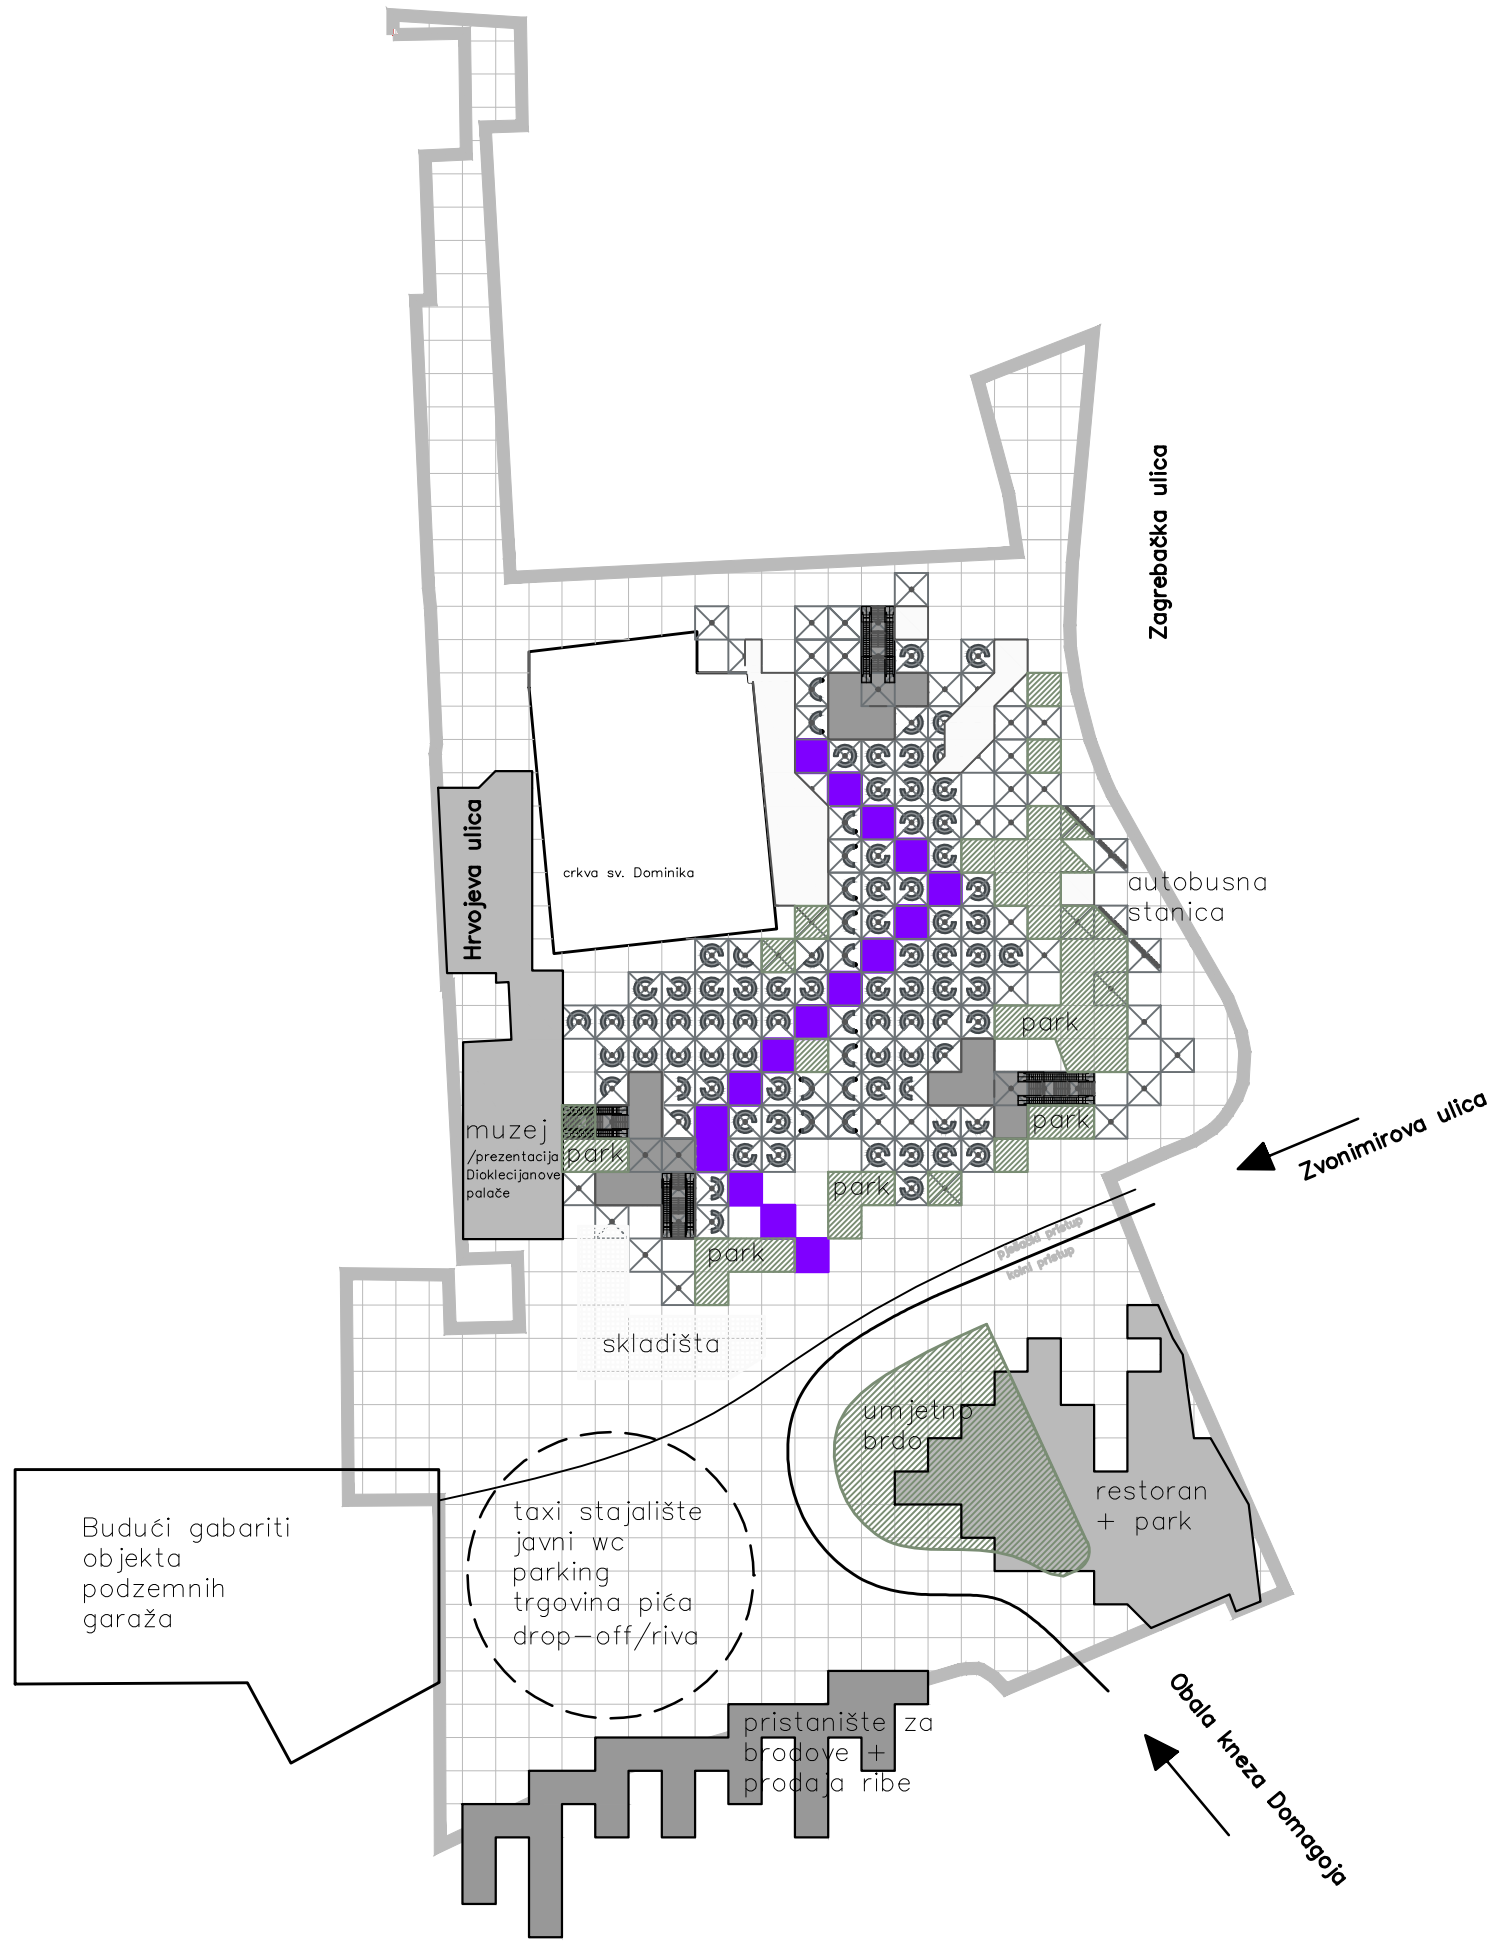 Zagrebačka ulica
Hrvojeva ulica
crkva sv. Dominika
autobusna
stanica
park
park
muzej
/prezentacija
Dioklecijanove
palače
park
park
park
Zvonimirova ulica
pješački pristup
kolni pristup
skladišta
umjetno
brdo
restoran
+ park
Budući gabariti
objekta
podzemnih
garaža
taxi stajalište
javni wc
parking
trgovina pića
drop-off/riva
pristanište za
brodove +
prodaja ribe
Obala kneza Domagoja